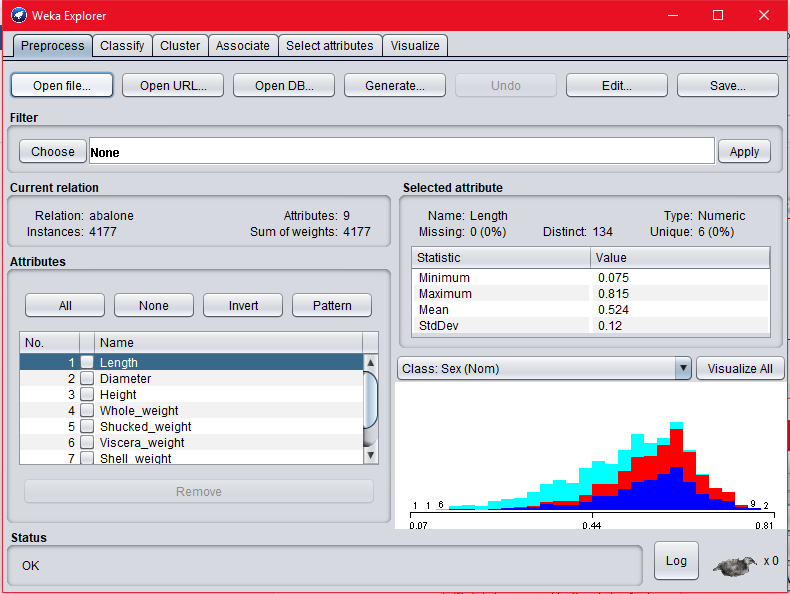 Weka Explorer
Preprocess Classify Cluster Associate Select attributes Visualize
Open file... Open URL... Open DB... Generate... Undo Edit... Save...
Filter
Choose None Apply
Current relation
Relation: abalone Attributes: 9
Instances: 4177 Sum of weights: 4177
Attributes
All None Invert Pattern
No. Name
1 Length
2 Diameter
3 Height
4 Whole_weight
5 Shucked_weight
6 Viscera_weight
7 Shell_weight
Remove
Selected attribute
Name: Length Type: Numeric
Missing: 0 (0%) Distinct: 134 Unique: 6 (0%)
Statistic Value
Minimum 0.075
Maximum 0.815
Mean 0.524
StdDev 0.12
Class: Sex (Nom) Visualize All
1 1 6 9 2
0.07 0.44 0.81
Status
OK Log x 0